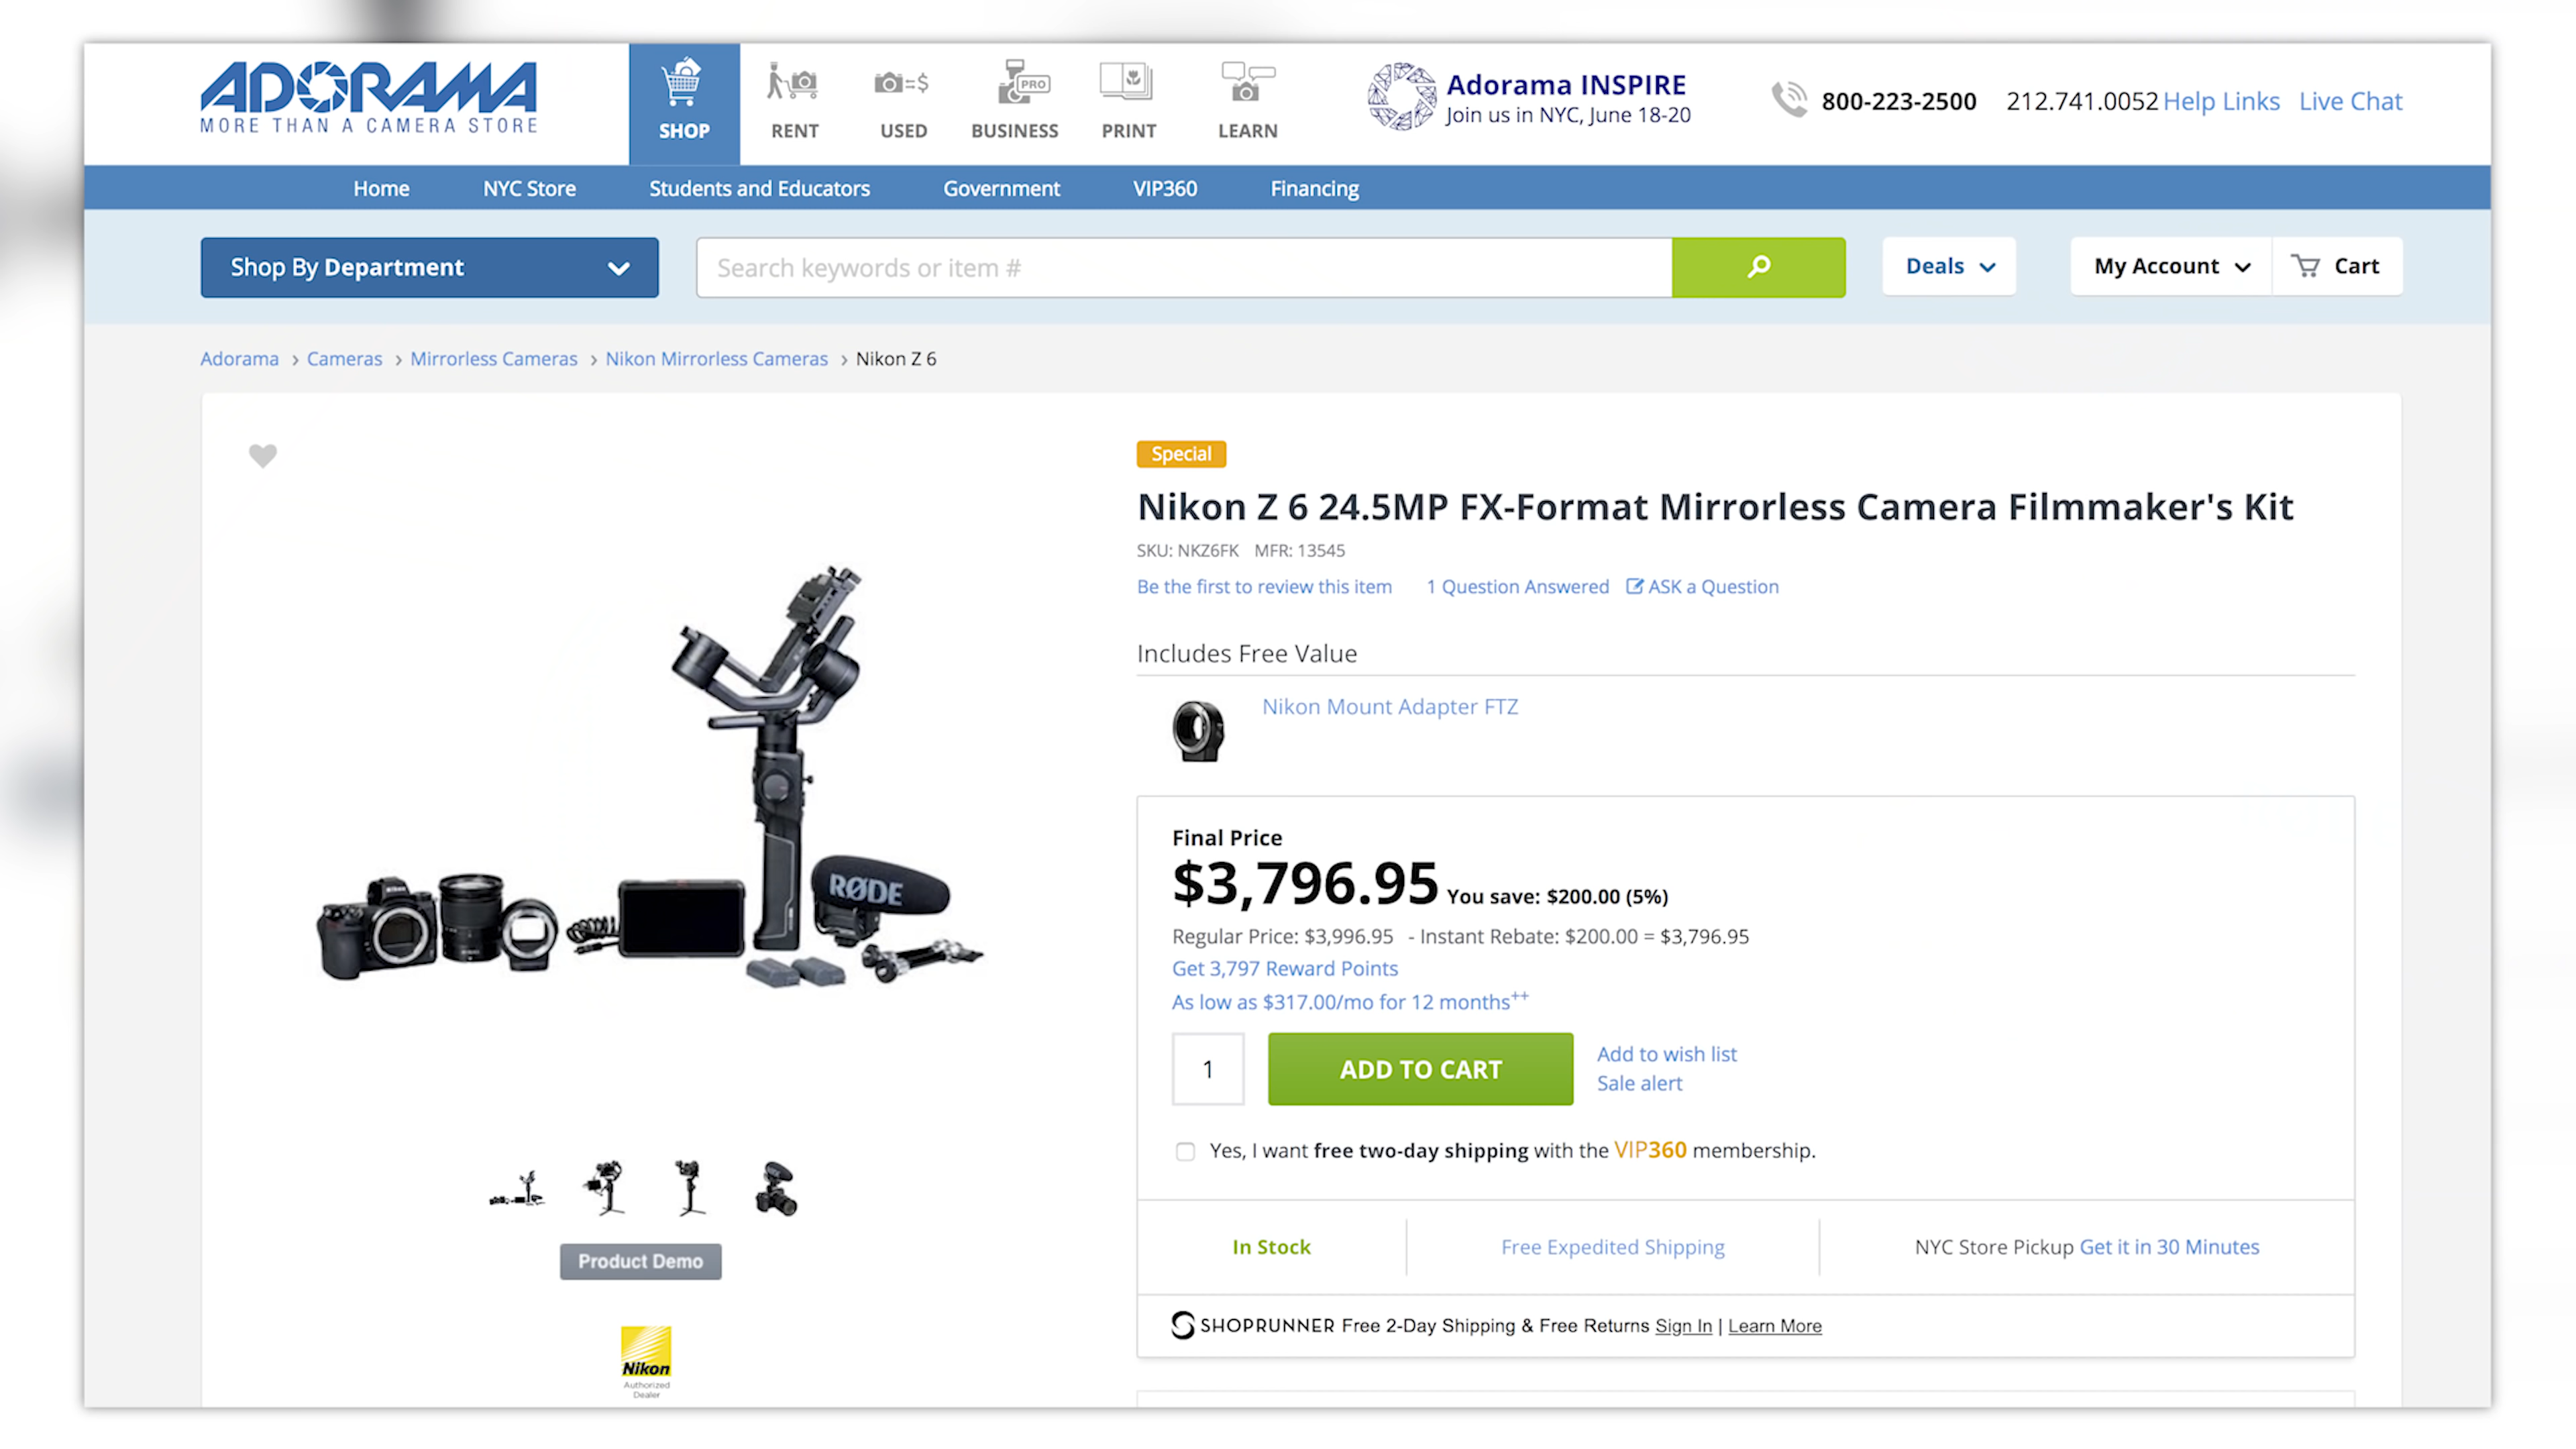 ADORAMA
MORE THAN A CAMERA STORE
SHOP
RENT
=$
USED
PRO
BUSINESS
PRINT
LEARN
Adorama INSPIRE
Join us in NYC, June 18-20
800-223-2500 212.741.0052 Help Links Live Chat
Home NYC Store Students and Educators Government VIP360 Financing
Shop By Department
Search keywords or item #
Deals
My Account
Cart
Adorama > Cameras > Mirrorless Cameras > Nikon Mirrorless Cameras > Nikon Z 6
Special
Nikon Z 6 24.5MP FX-Format Mirrorless Camera Filmmaker's Kit
SKU: NKZ6FK MFR: 13545
Be the first to review this item 1 Question Answered ASK a Question
Includes Free Value
Nikon Mount Adapter FTZ
RØDE
Final Price
$3,796.95 You save: $200.00 (5%)
Regular Price: $3,996.95 - Instant Rebate: $200.00 = $3,796.95
Get 3,797 Reward Points
As low as $317.00/mo for 12 months++
1
ADD TO CART
Add to wish list
Sale alert
Yes, I want free two-day shipping with the VIP360 membership.
In Stock
Free Expedited Shipping
NYC Store Pickup Get it in 30 Minutes
SHOPRUNNER Free 2-Day Shipping & Free Returns Sign In | Learn More
Product Demo
Nikon
Authorized
Dealer